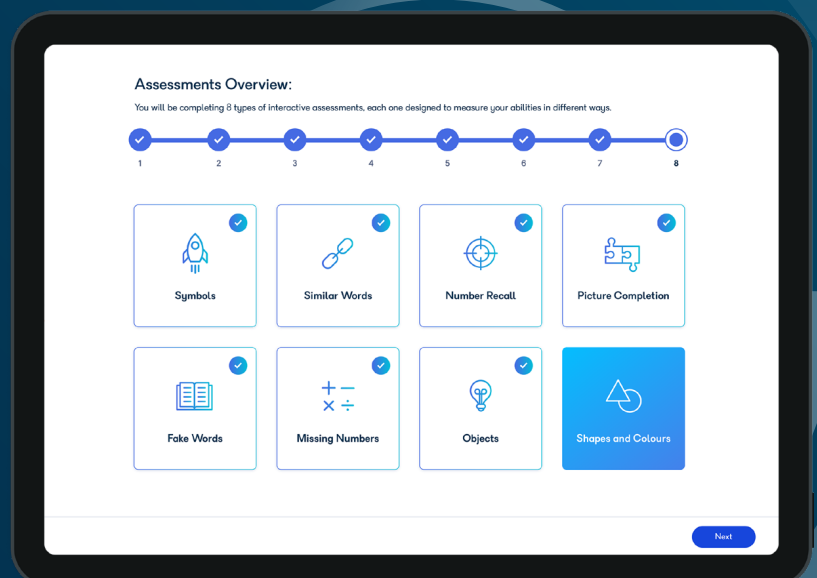 Assessments Overview:
You will be completing 8 types of interactive assessments, each one designed to measure your abilities in different ways.
1 2 3 4 5 6 7 8
Symbols Similar Words Number Recall Picture Completion
Fake Words Missing Numbers Objects Shapes and Colours
Next